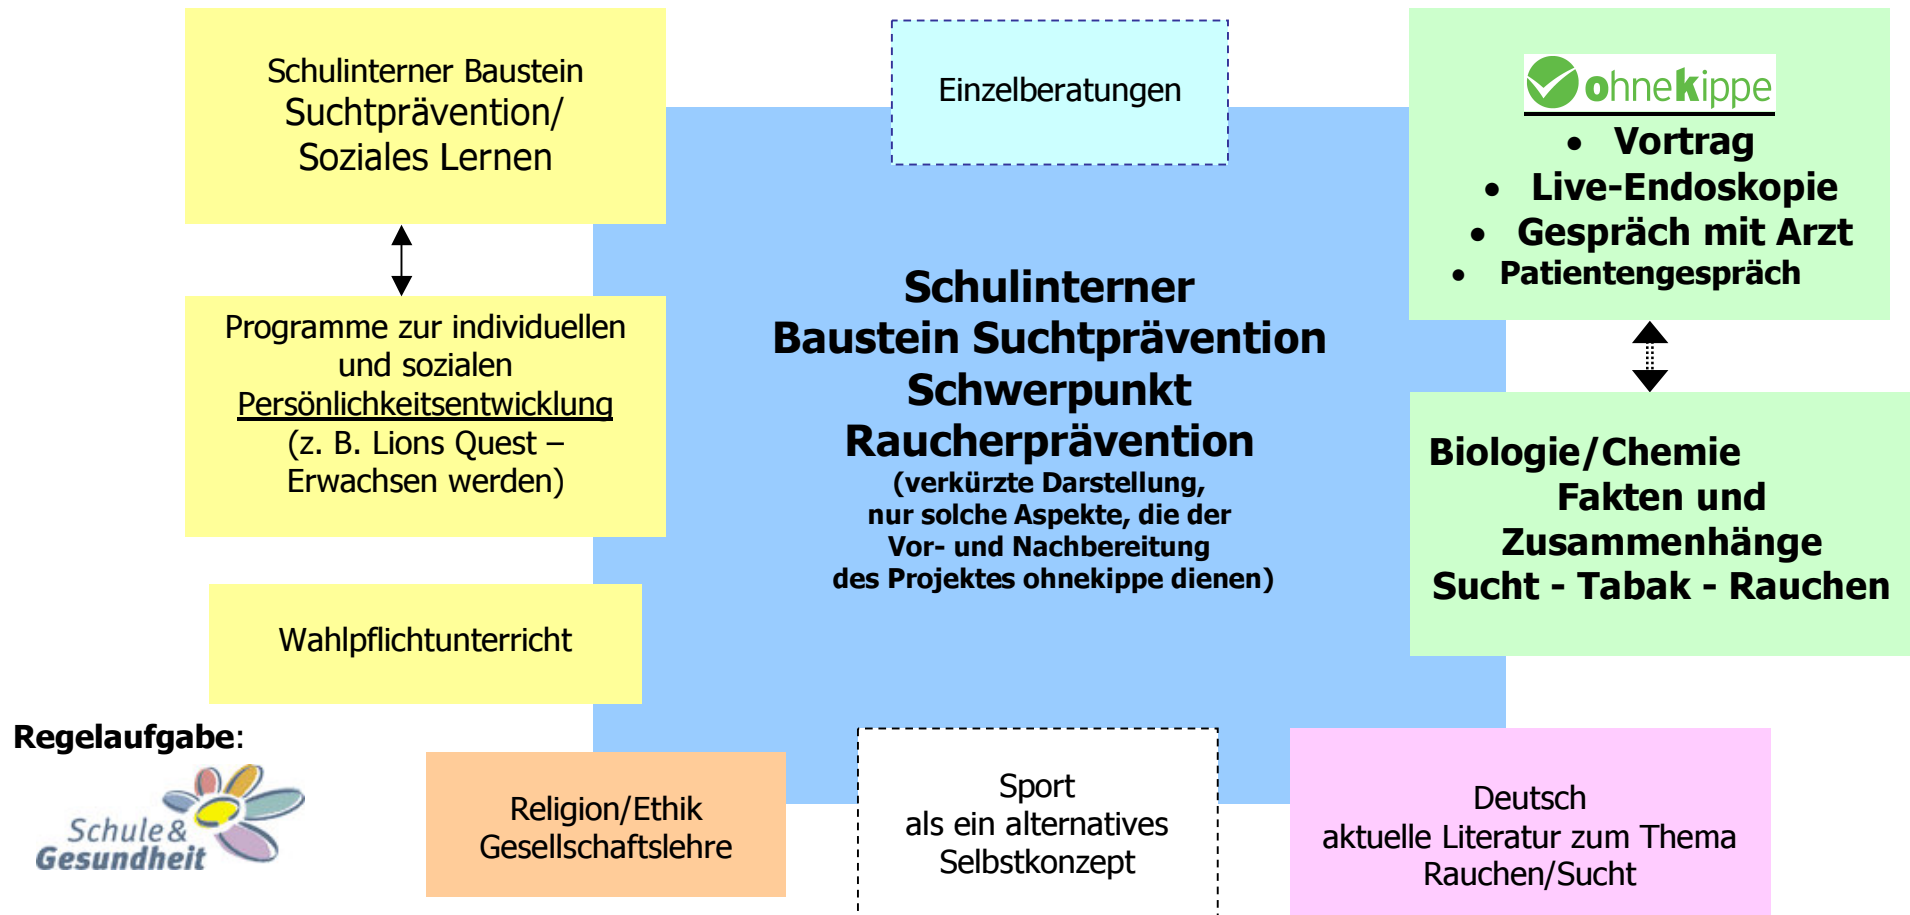 Schulinterner Baustein
Suchtprävention/
Soziales Lernen
Einzelberatungen
ohnekippe
• Vortrag
• Live-Endoskopie
• Gespräch mit Arzt
• Patientengespräch
Programme zur individuellen
und sozialen
Persönlichkeitsentwicklung
(z. B. Lions Quest –
Erwachsen werden)
Schulinterner
Baustein Suchtprävention
Schwerpunkt
Raucherprävention
(verkürzte Darstellung,
nur solche Aspekte, die der
Vor- und Nachbereitung
des Projektes ohnekippe dienen)
Biologie/Chemie
Fakten und
Zusammenhänge
Sucht - Tabak - Rauchen
Wahlpflichtunterricht
Regelaufgabe:
Schule &
Gesundheit
Religion/Ethik
Gesellschaftslehre
Sport
als ein alternatives
Selbstkonzept
Deutsch
aktuelle Literatur zum Thema
Rauchen/Sucht